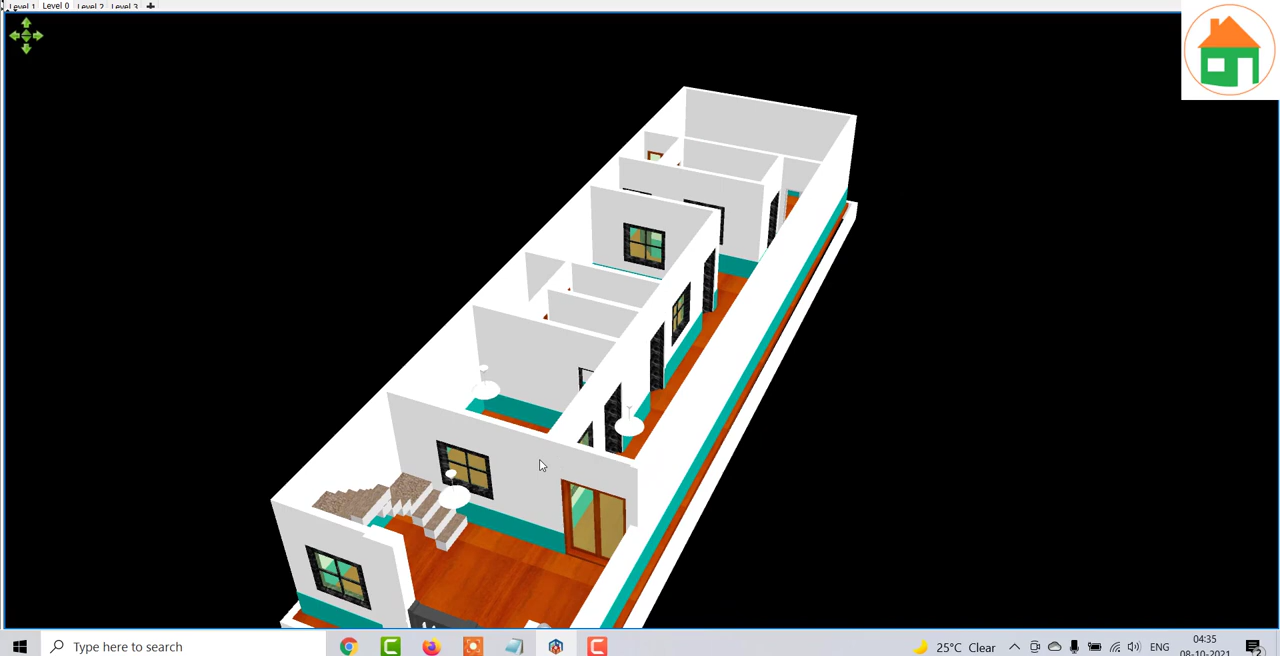 Level 1 Level 0 Level 2 Level 3
Type here to search
25°C Clear
ENG
04:35
08-10-2021
2